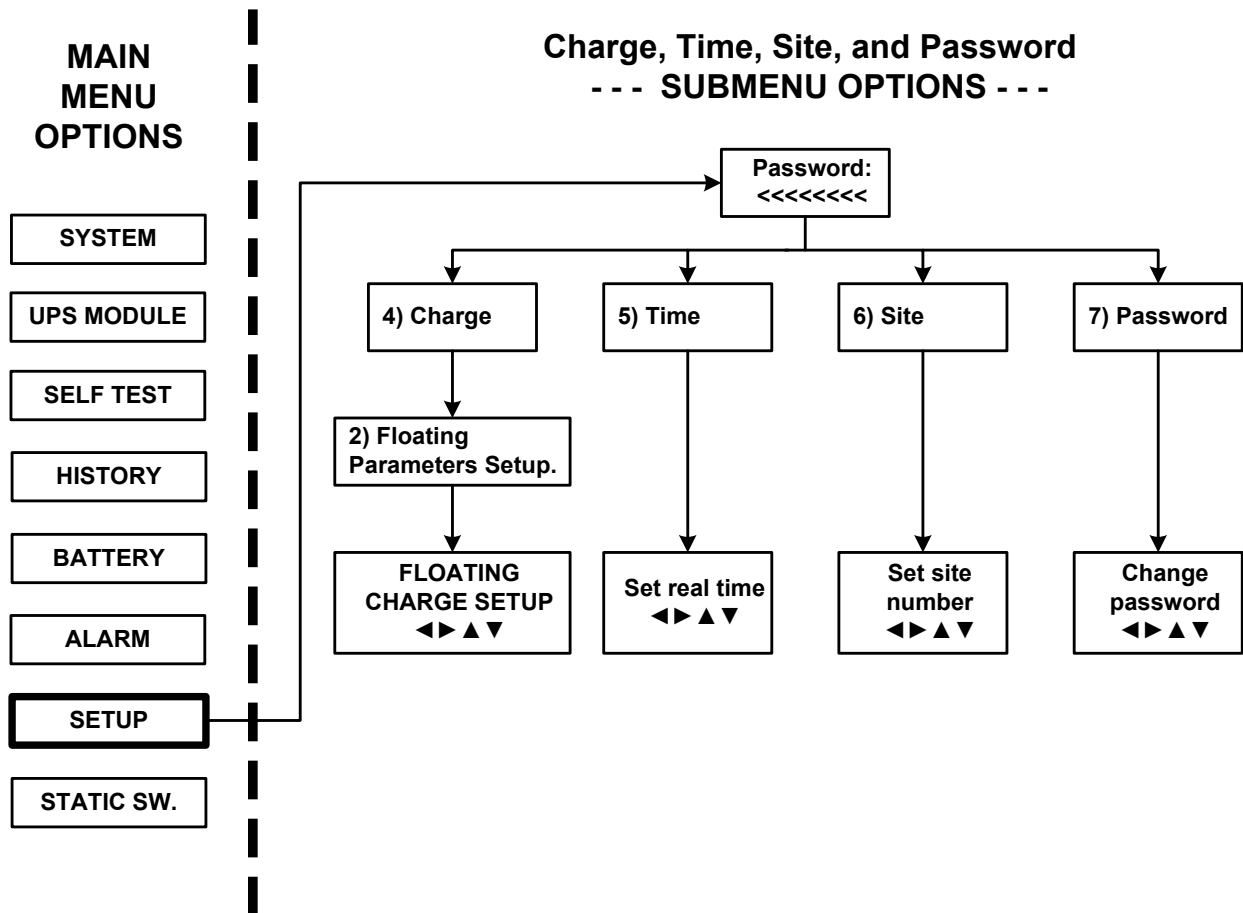 MAIN
MENU
OPTIONS
Charge, Time, Site, and Password
- - - SUBMENU OPTIONS - - -
SYSTEM
UPS MODULE
SELF TEST
HISTORY
BATTERY
ALARM
SETUP
STATIC SW.
Password:
<<<<<<<<
4) Charge
5) Time
6) Site
7) Password
2) Floating
Parameters Setup.
FLOATING
CHARGE SETUP
◄►▲▼
Set real time
◄►▲▼
Set site
number
◄►▲▼
Change
password
◄►▲▼